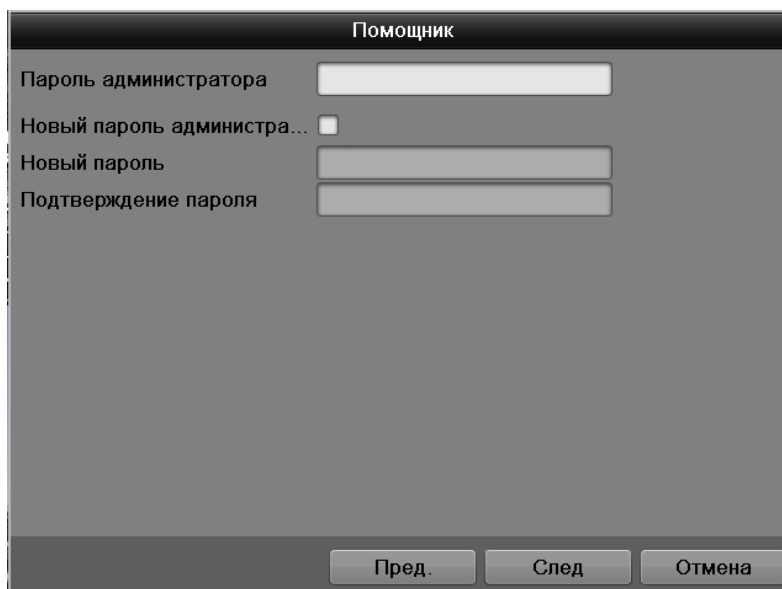 Помощник
Пароль администратора
Новый пароль администра...
Новый пароль
Подтверждение пароля
Пред. След Отмена